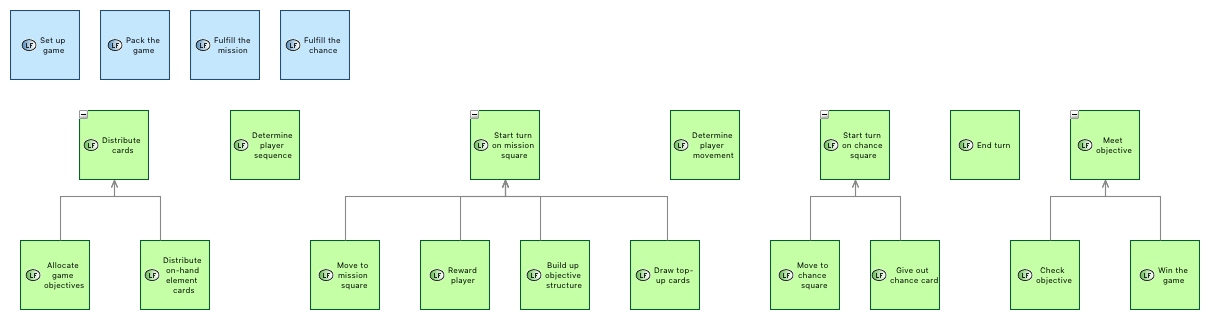 LF Set up
game
LF Pack the
game
LF Fulfill the
mission
LF Fulfill the
chance
LF Distribute
cards
LF Determine
player
sequence
LF Start turn
on mission
square
LF Determine
player
movement
LF Start turn
on chance
square
LF End turn
LF Meet
objective
LF Allocate
game
objectives
LF Distribute
on-hand
element
cards
LF Move to
mission
square
LF Reward
player
LF Build up
objective
structure
LF Draw top-
up cards
LF Move to
chance
square
LF Give out
chance card
LF Check
objective
LF Win the
game